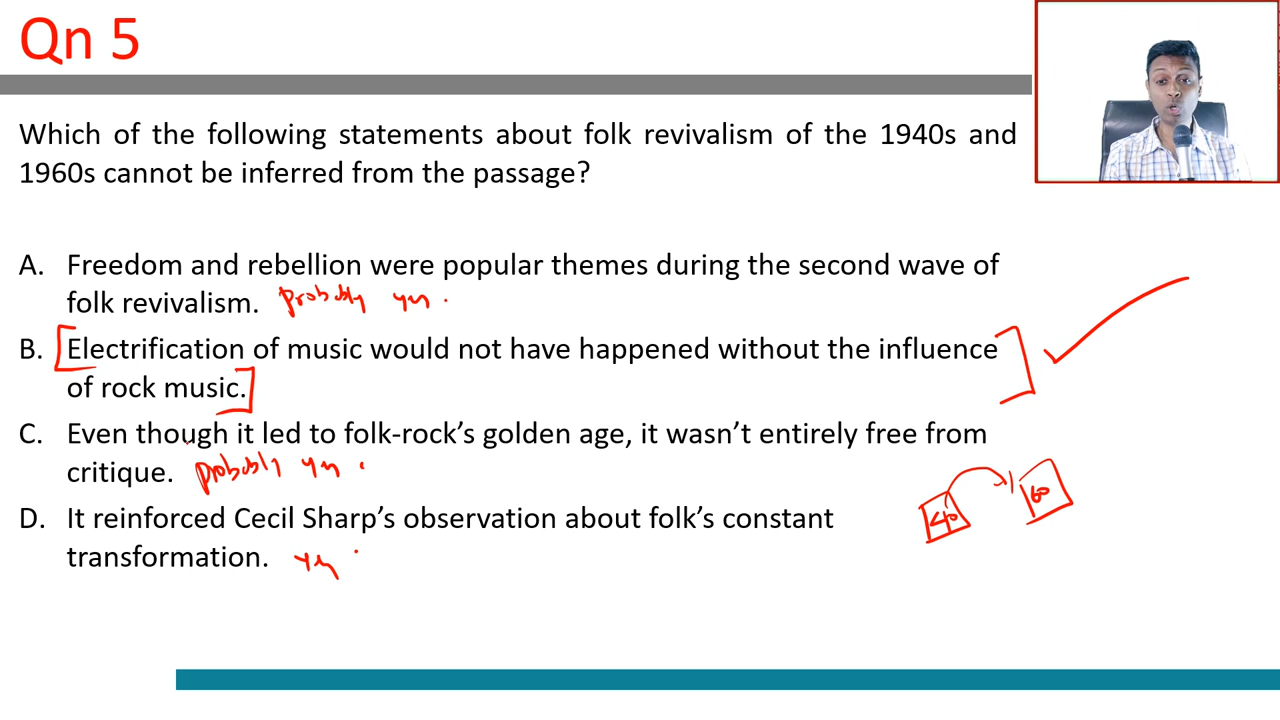 Qn 5
Which of the following statements about folk revivalism of the 1940s and
1960s cannot be inferred from the passage?
A. Freedom and rebellion were popular themes during the second wave of
folk revivalism. probably yes.
B. Electrification of music would not have happened without the influence
of rock music.
C. Even though it led to folk-rock’s golden age, it wasn’t entirely free from
critique. probably yes.
D. It reinforced Cecil Sharp’s observation about folk’s constant
40 60
transformation. yes.